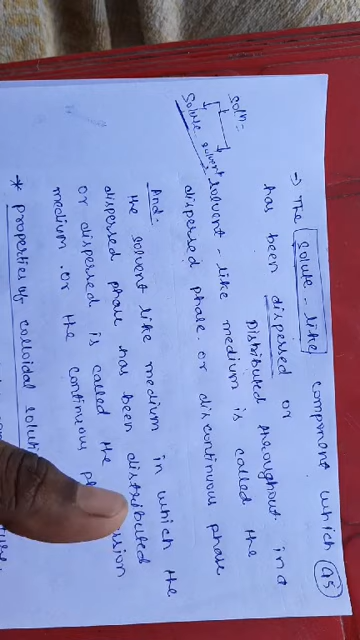 45
→ The solute - like component which
has been dispersed or
Distributed throughout in a
solvent - like medium is called the
dispersed phase. or discontinuous phase
Soln =
Solute solvent
And.
the solvent like medium in which the
dispersed phase has been distributed
or dispersed is called the
medium. or the continuous
* properties of colloidal